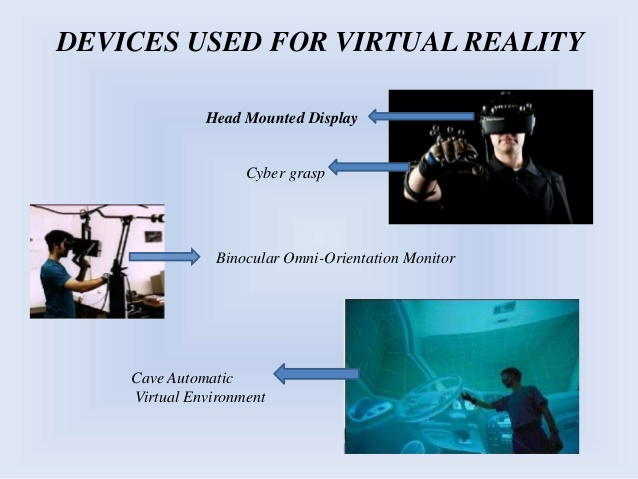 DEVICES USED FOR VIRTUAL REALITY
Head Mounted Display
Cyber grasp
Binocular Omni-Orientation Monitor
Cave Automatic
Virtual Environment